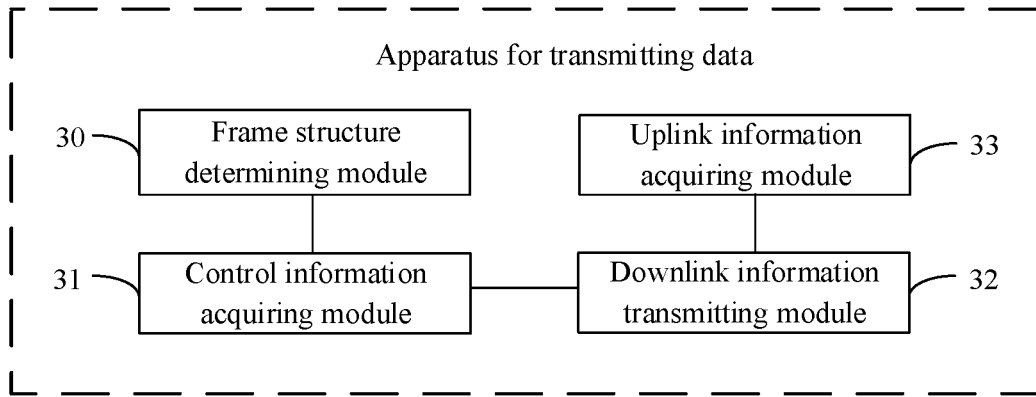 Apparatus for transmitting data
30
Frame structure
determining module
Uplink information
acquiring module
33
31
Control information
acquiring module
Downlink information
transmitting module
32